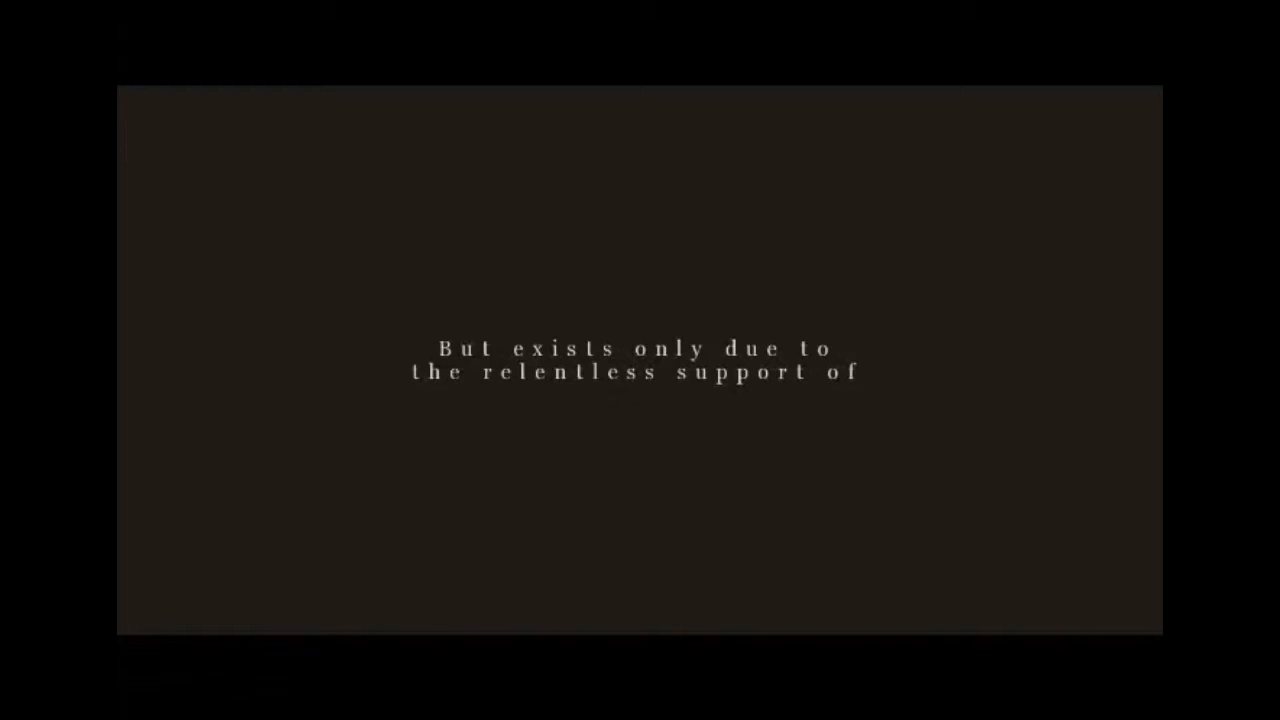 But exists only due to
the relentless support of